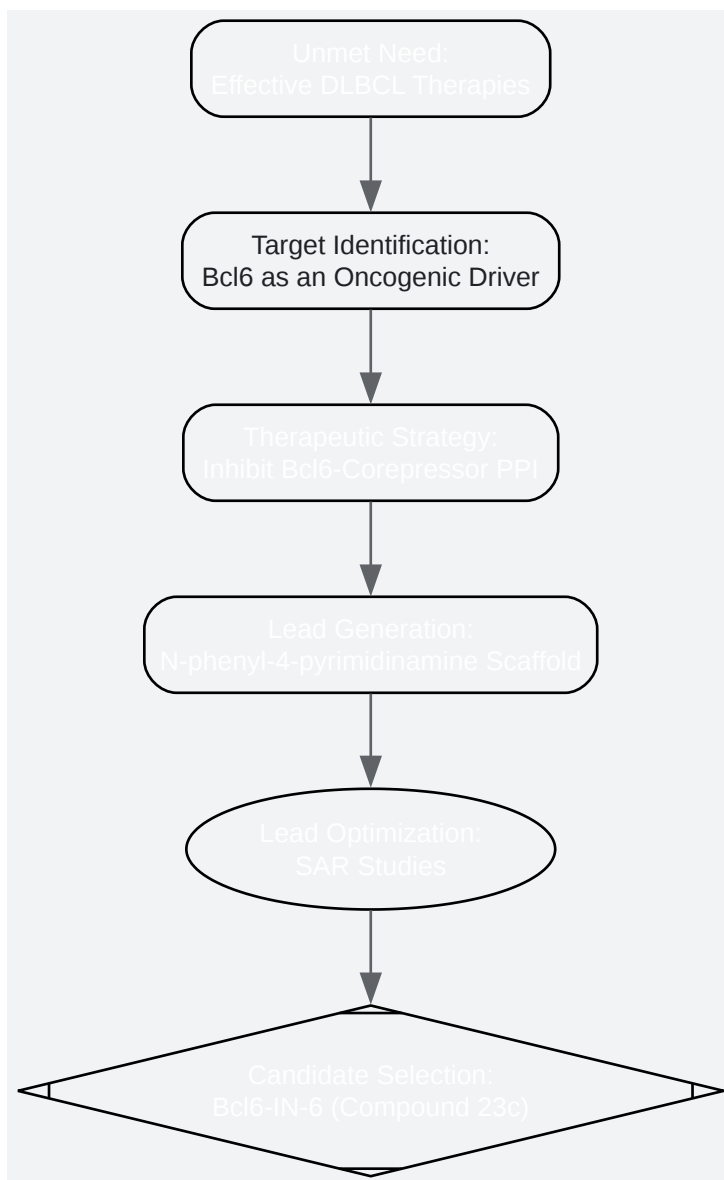 Unmet Need:
Effective DLBCL Therapies
Target Identification:
Bcl6 as an Oncogenic Driver
Therapeutic Strategy:
Inhibit Bcl6-Corepressor PPI
Lead Generation:
N-phenyl-4-pyrimidinamine Scaffold
Lead Optimization:
SAR Studies
Candidate Selection:
Bcl6-IN-6 (Compound 23c)